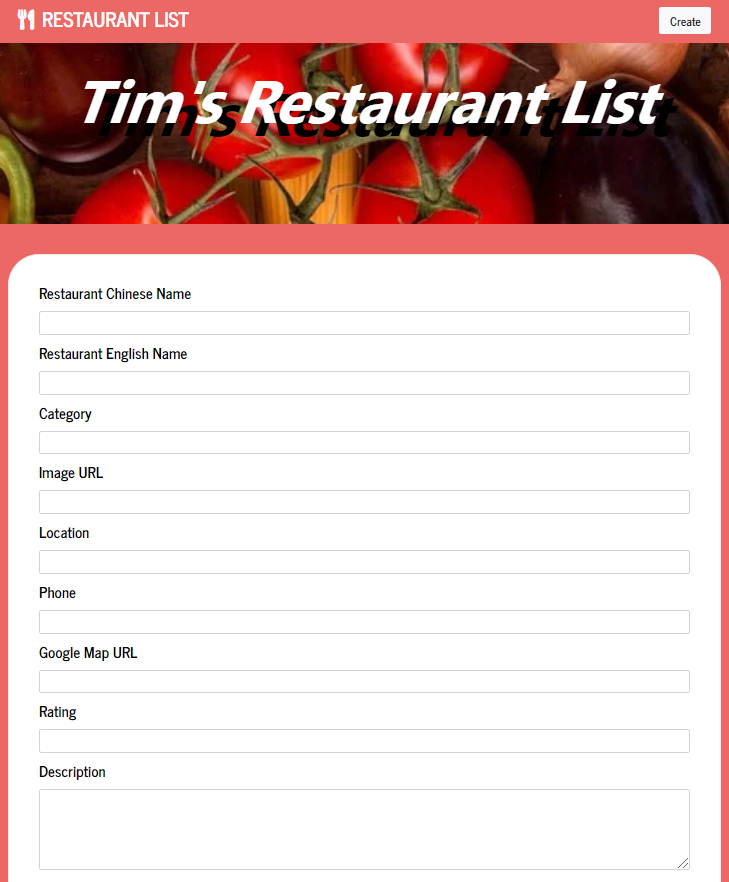 RESTAURANT LIST
Create
Tim's Restaurant List
Restaurant Chinese Name
Restaurant English Name
Category
Image URL
Location
Phone
Google Map URL
Rating
Description